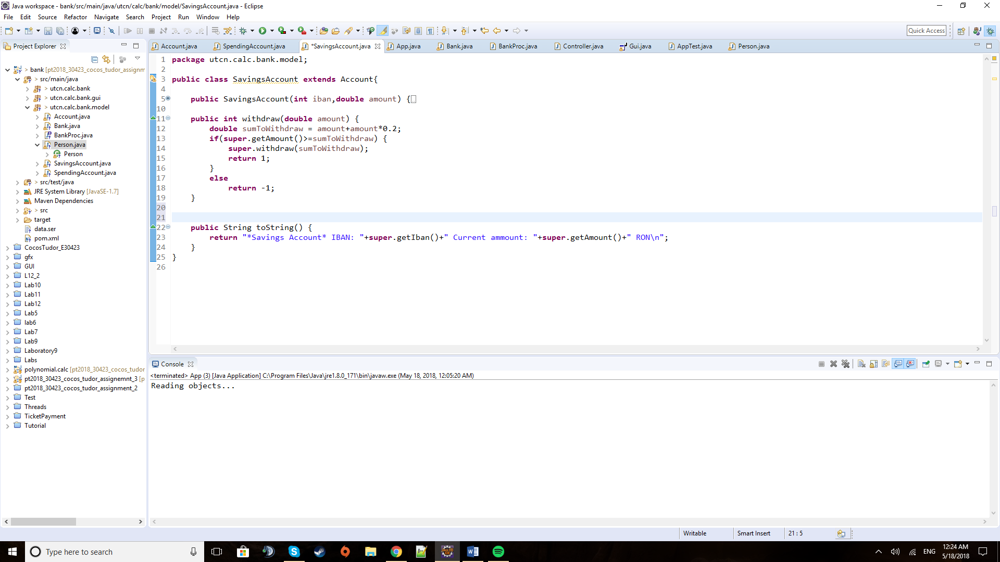 Java workspace - bank/src/main/java/utcn/calc/bank/model/SavingsAccount.java - Eclipse
File Edit Source Refactor Navigate Search Project Run Window Help
Quick Access
Project Explorer
Account.java SpendingAccount.java *SavingsAccount.java App.java Bank.java BankProc.java Controller.java Gui.java AppTest.java Person.java
> bank [pt2018_30423_cocos_tudor_assignm
> src/main/java
> utcn.calc.bank
> utcn.calc.bank.gui
> utcn.calc.bank.model
Account.java
Bank.java
BankProc.java
Person.java
Person
SavingsAccount.java
SpendingAccount.java
> src/test/java
JRE System Library [JavaSE-1.7]
Maven Dependencies
> src
target
data.ser
pom.xml
CocosTudor_E30423
gfx
GUI
L12_2
Lab10
Lab11
Lab12
Lab5
lab6
Lab7
Lab9
Laboratory9
Labs
polynomial.calc [pt2018_30423_cocos_tudor
pt2018_30423_cocos_tudor_assignemnt_3 [p
pt2018_30423_cocos_tudor_assignment_2
Test
Threads
TicketPayment
Tutorial
1 package utcn.calc.bank.model;
2
3 public class SavingsAccount extends Account{
4
5 public SavingsAccount(int iban,double amount) {
10
11 public int withdraw(double amount) {
12 double sumToWithdraw = amount+amount*0.2;
13 if(super.getAmount()>=sumToWithdraw) {
14 super.withdraw(sumToWithdraw);
15 return 1;
16 }
17 else
18 return -1;
19 }
20
21
22 public String toString() {
23 return "*Savings Account* IBAN: "+super.getIban()+" Current ammount: "+super.getAmount()+" RON\n";
24 }
25 }
26
Console
<terminated> App (3) [Java Application] C:\Program Files\Java\jre1.8.0_171\bin\javaw.exe (May 18, 2018, 12:05:20 AM)
Reading objects...
Writable Smart Insert 21 : 5
Type here to search
ENG
12:24 AM
5/18/2018